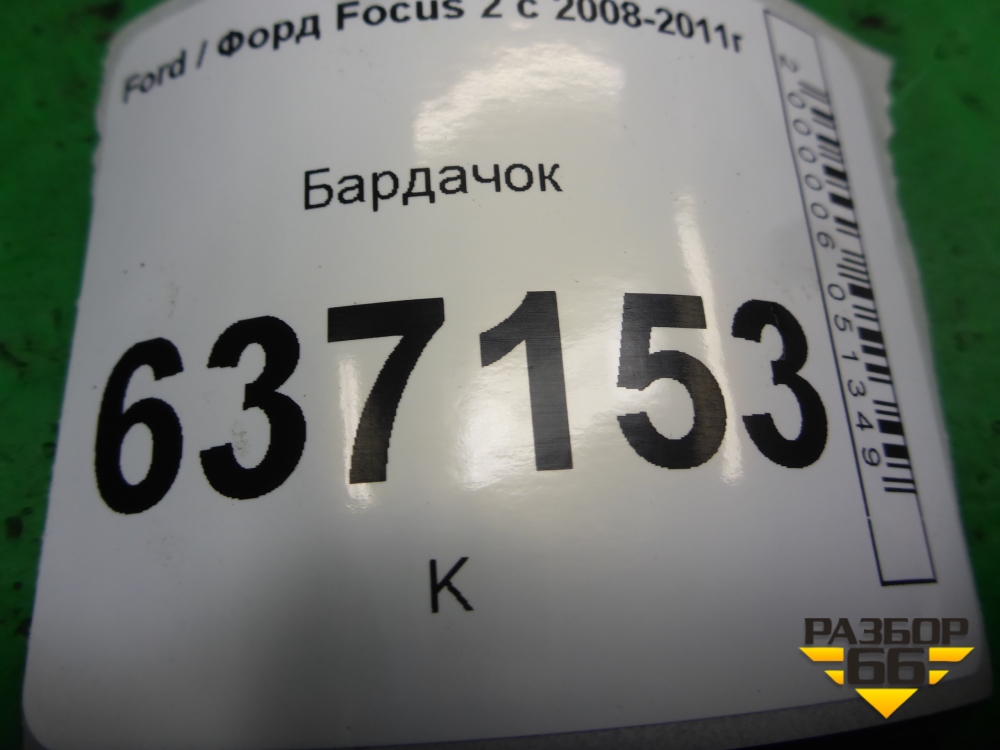 Ford / Форд Focus 2 с 2008-2011г
Бардачок
637153
К
2000006051349
РАЗБОР
66